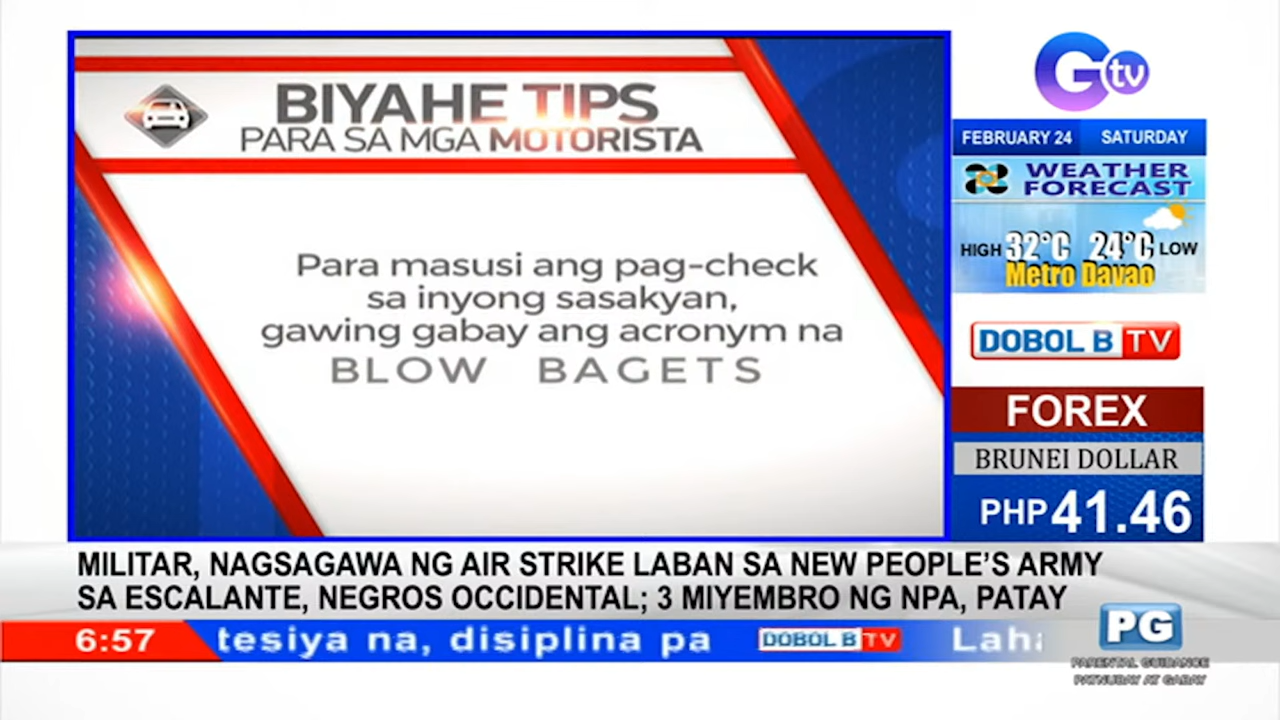 BIYAHE TIPS
PARA SA MGA MOTORISTA
Para masusi ang pag-check
sa inyong sasakyan,
gawing gabay ang acronym na
BLOW BAGETS
Gtv
FEBRUARY 24 SATURDAY
WEATHER
FORECAST
HIGH 32°C 24°C LOW
Metro Davao
DOBOL B TV
FOREX
BRUNEI DOLLAR
PHP 41.46
MILITAR, NAGSAGAWA NG AIR STRIKE LABAN SA NEW PEOPLE'S ARMY
SA ESCALANTE, NEGROS OCCIDENTAL; 3 MIYEMBRO NG NPA, PATAY
6:57 tesiya na, disiplina pa DOBOL B TV Laha
PG
PARENTAL GUIDANCE
PATNUBAY AT GABAY